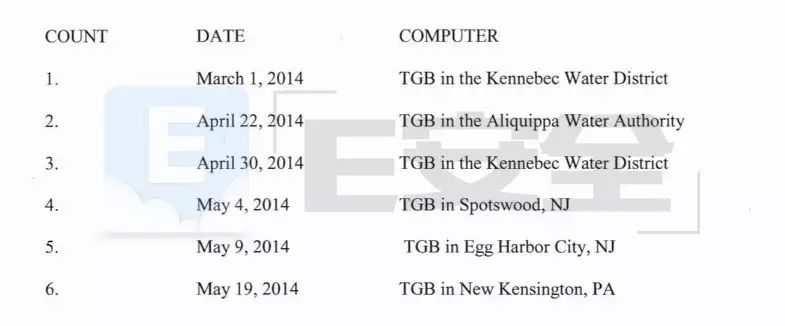 COUNT DATE COMPUTER
1. March 1, 2014 TGB in the Kennebec Water District
2. April 22, 2014 TGB in the Aliquippa Water Authority
3. April 30, 2014 TGB in the Kennebec Water District
4. May 4, 2014 TGB in Spotswood, NJ
5. May 9, 2014 TGB in Egg Harbor City, NJ
6. May 19, 2014 TGB in New Kensington, PA
E
E安全